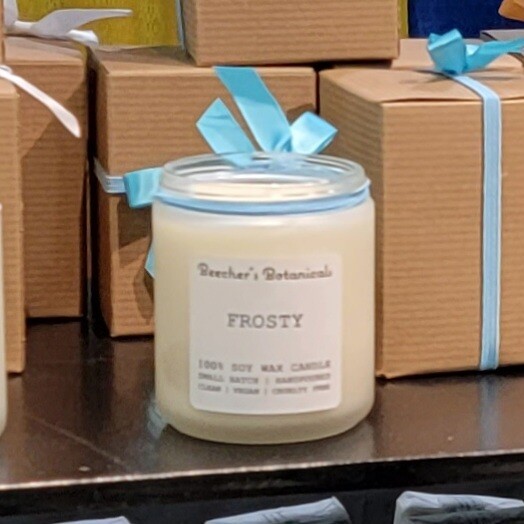 Beecher's Botanicals
FROSTY
100% SOY WAX CANDLE
SMALL BATCH | HANDPOURED
CLEAN | VEGAN | CRUELTY FREE